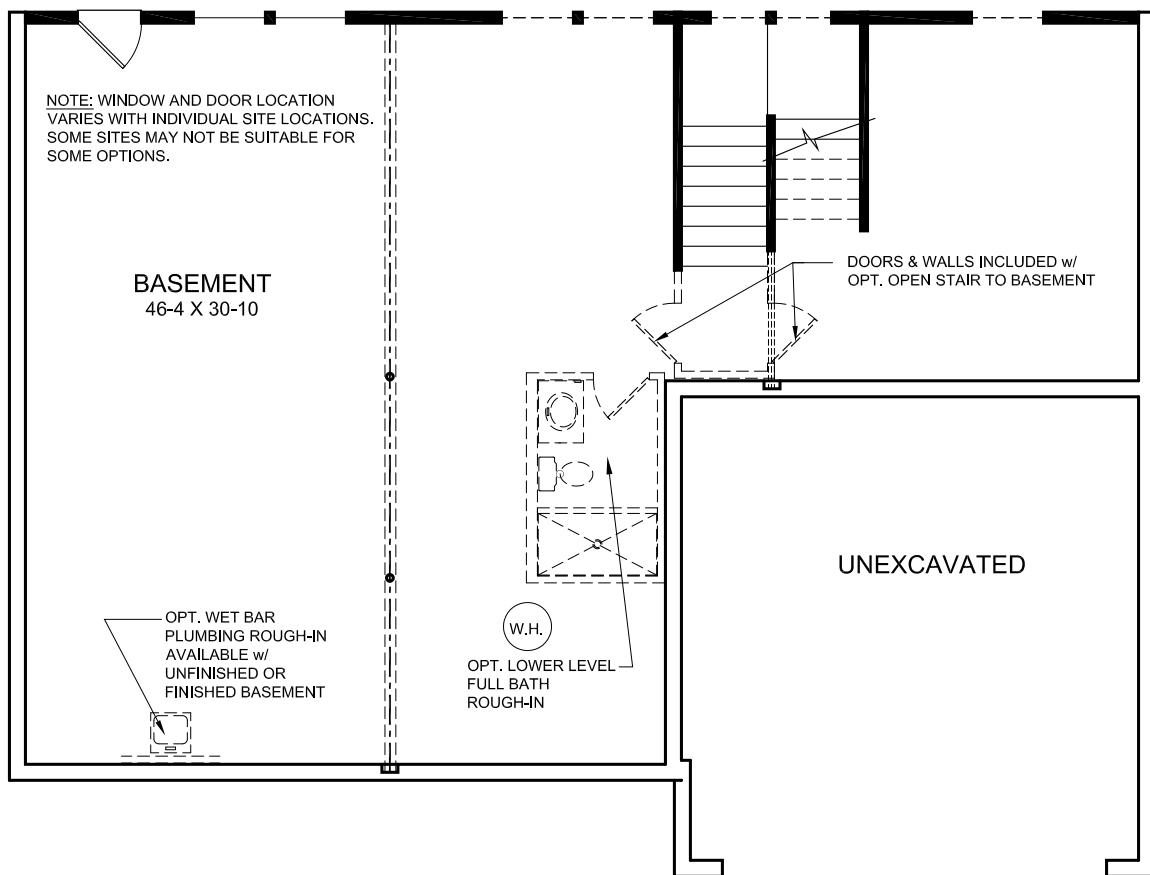 NOTE: WINDOW AND DOOR LOCATION
VARIES WITH INDIVIDUAL SITE LOCATIONS.
SOME SITES MAY NOT BE SUITABLE FOR
SOME OPTIONS.
BASEMENT
46-4 X 30-10
DOORS & WALLS INCLUDED w/
OPT. OPEN STAIR TO BASEMENT
UNEXCAVATED
OPT. WET BAR
PLUMBING ROUGH-IN
AVAILABLE w/
UNFINISHED OR
FINISHED BASEMENT
W.H.
OPT. LOWER LEVEL
FULL BATH
ROUGH-IN